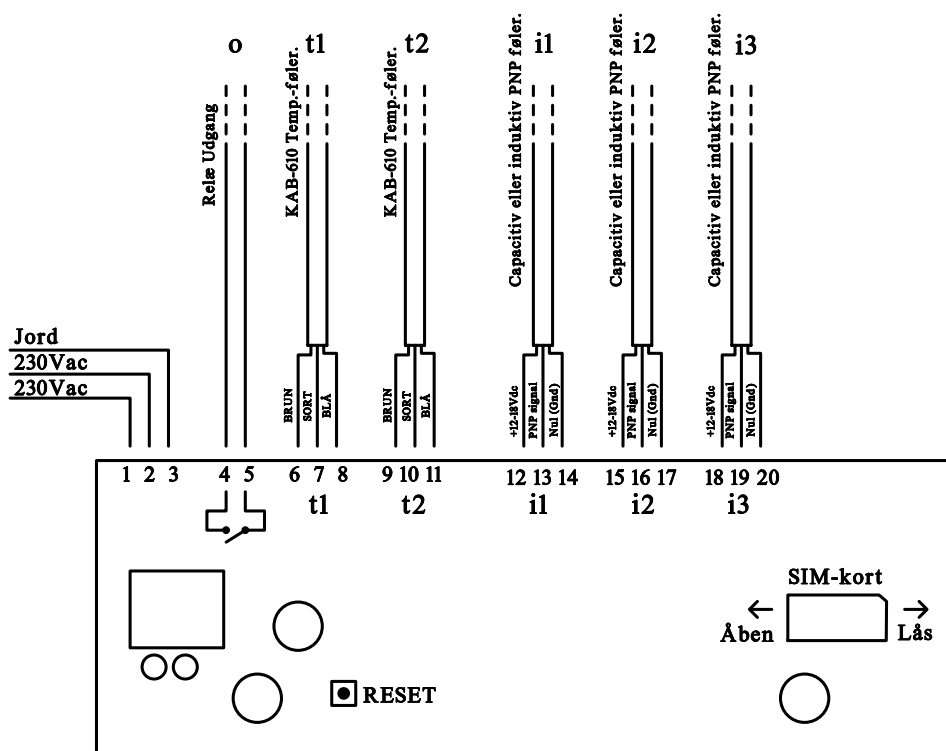 o t1 t2 i1 i2 i3
Relæ Udgang
KAB-610 Temp.-føler.
KAB-610 Temp.-føler.
Capacitiv eller induktiv PNP føler.
Capacitiv eller induktiv PNP føler.
Capacitiv eller induktiv PNP føler.
Jord
230Vac
230Vac
BRUN
SORT
BLÅ
BRUN
SORT
BLÅ
+12-18Vdc
PNP signal
Nul (Gnd)
+12-18Vdc
PNP signal
Nul (Gnd)
+12-18Vdc
PNP signal
Nul (Gnd)
1 2 3 4 5 6 7 8 9 10 11 12 13 14 15 16 17 18 19 20
t1 t2 i1 i2 i3
SIM-kort
Åben Lås
RESET